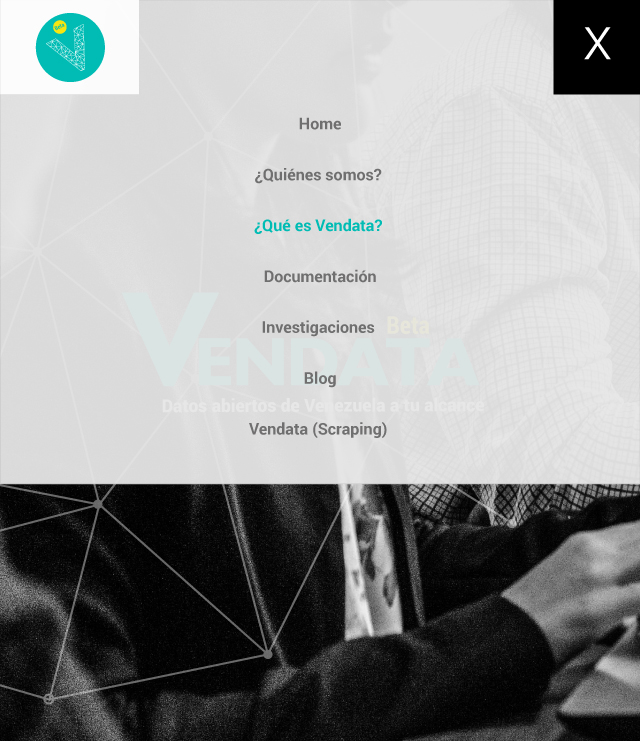 Beta
X
Home
¿Quiénes somos?
¿Qué es Vendata?
Documentación
Investigaciones
Beta
VENDATA
Blog
Datos abiertos de Venezuela a tu alcance
Vendata (Scraping)